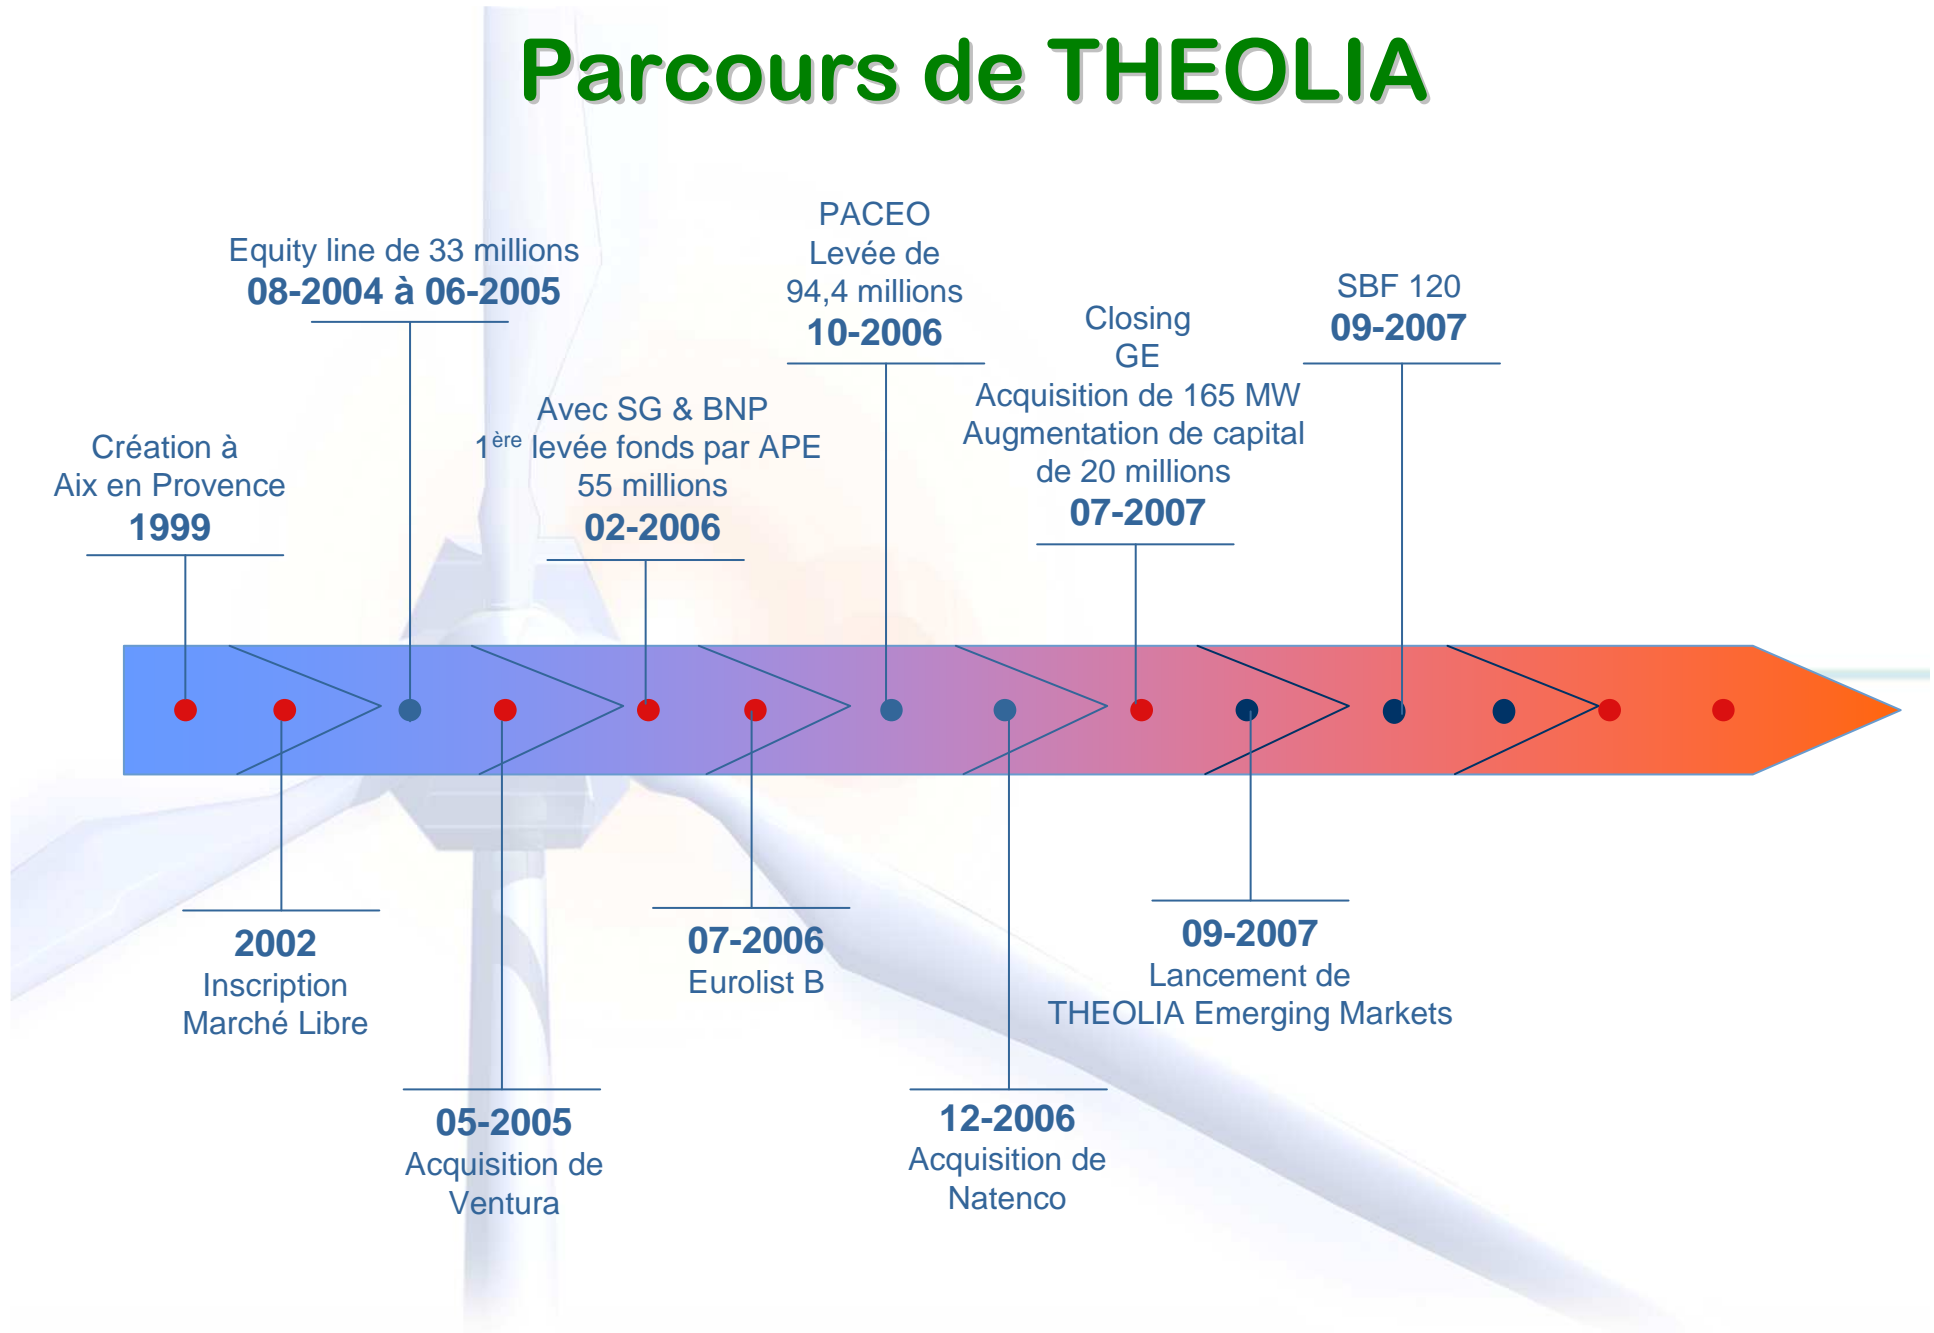 Parcours de THEOLIA
Création à
Aix en Provence
1999
2002
Inscription
Marché Libre
Equity line de 33 millions
08-2004 à 06-2005
05-2005
Acquisition de
Ventura
Avec SG & BNP
1ère levée fonds par APE
55 millions
02-2006
07-2006
Eurolist B
PACEO
Levée de
94,4 millions
10-2006
12-2006
Acquisition de
Natenco
Closing
GE
Acquisition de 165 MW
Augmentation de capital
de 20 millions
07-2007
09-2007
Lancement de
THEOLIA Emerging Markets
SBF 120
09-2007